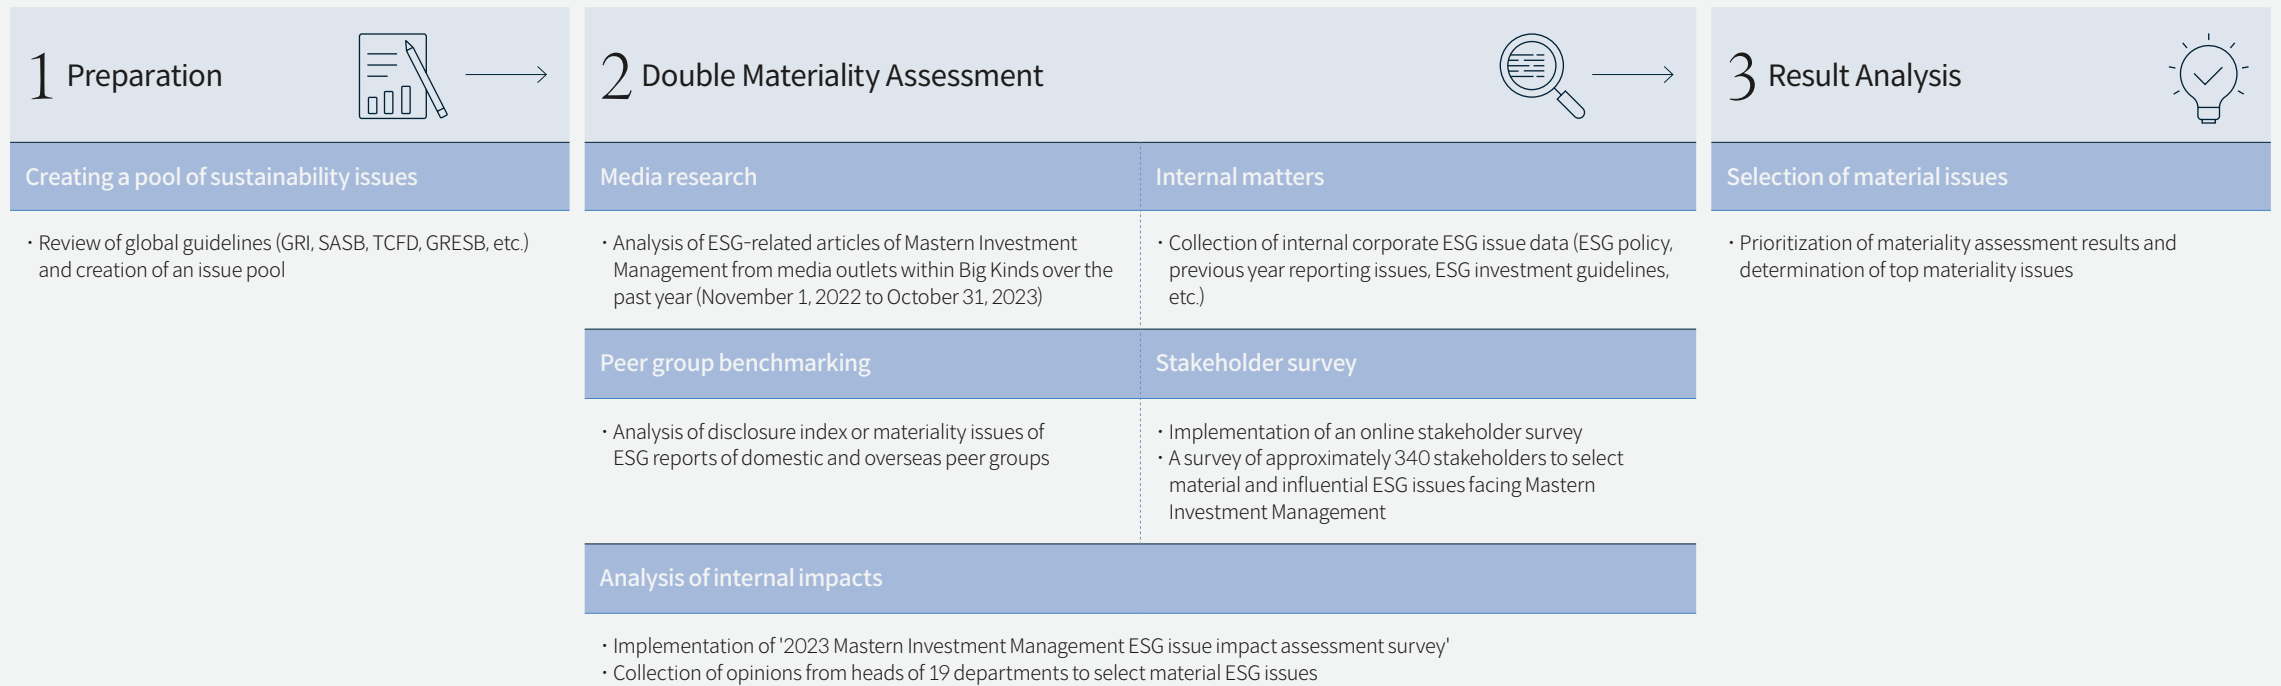 1 Preparation
Creating a pool of sustainability issues
· Review of global guidelines (GRI, SASB, TCFD, GRESB, etc.)
and creation of an issue pool
2 Double Materiality Assessment
Media research
· Analysis of ESG-related articles of Mastern Investment
Management from media outlets within Big Kinds over the
past year (November 1, 2022 to October 31, 2023)
Internal matters
· Collection of internal corporate ESG issue data (ESG policy,
previous year reporting issues, ESG investment guidelines,
etc.)
Peer group benchmarking
· Analysis of disclosure index or materiality issues of
ESG reports of domestic and overseas peer groups
Stakeholder survey
· Implementation of an online stakeholder survey
· A survey of approximately 340 stakeholders to select
material and influential ESG issues facing Mastern
Investment Management
Analysis of internal impacts
· Implementation of '2023 Mastern Investment Management ESG issue impact assessment survey'
· Collection of opinions from heads of 19 departments to select material ESG issues
3 Result Analysis
Selection of material issues
· Prioritization of materiality assessment results and
determination of top materiality issues